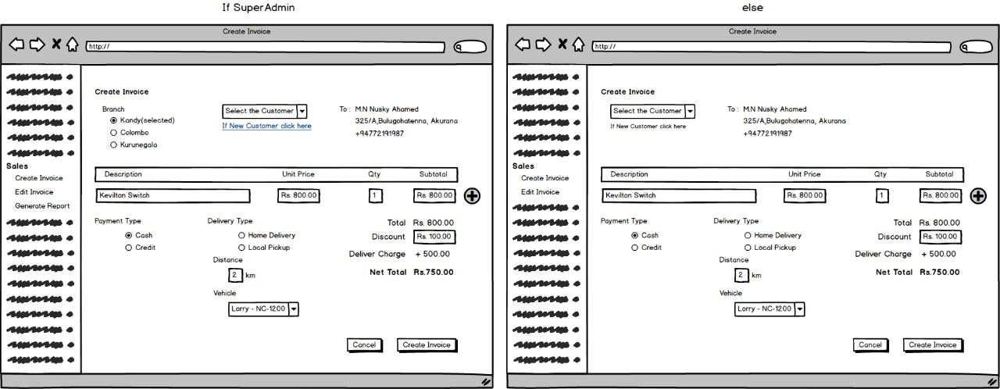 If SuperAdmin
Create Invoice
http://
Create Invoice
Branch
Kandy(selected)
Colombo
Kurunegala
Select the Customer
If New Customer click here
To : M.N Nusky Ahamed
325/A,Bulugohatenna, Akurana
+94772191987
Sales
Create Invoice
Edit Invoice
Generate Report
Description Unit Price Qty Subtotal
Kevilton Switch Rs. 800.00 1 Rs. 800.00
Payment Type
Cash
Credit
Delivery Type
Home Delivery
Local Pickup
Distance
2 km
Vehicle
Lorry - NC-1200
Total Rs. 800.00
Discount Rs. 100.00
Deliver Charge + 500.00
Net Total Rs.750.00
Cancel Create Invoice
else
Create Invoice
http://
Create Invoice
Select the Customer
If New Customer click here
To : M.N Nusky Ahamed
325/A,Bulugohatenna, Akurana
+94772191987
Sales
Create Invoice
Edit Invoice
Description Unit Price Qty Subtotal
Kevilton Switch Rs. 800.00 1 Rs. 800.00
Payment Type
Cash
Credit
Delivery Type
Home Delivery
Local Pickup
Distance
2 km
Vehicle
Lorry - NC-1200
Total Rs. 800.00
Discount Rs. 100.00
Deliver Charge + 500.00
Net Total Rs.750.00
Cancel Create Invoice